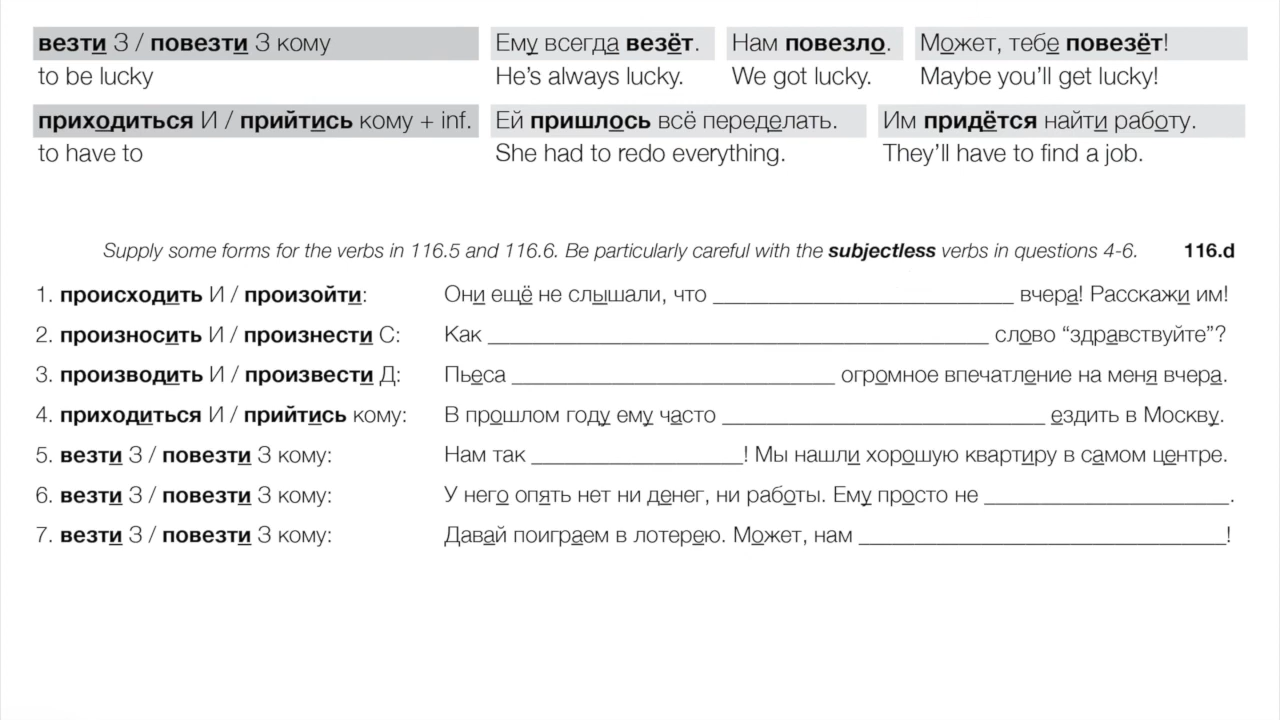 везти З / повезти З кому Ему всегда везёт. Нам повезло. Может, тебе повезёт!
to be lucky He's always lucky. We got lucky. Maybe you'll get lucky!
приходиться И / прийтись кому + inf. Ей пришлось всё переделать. Им придётся найти работу.
to have to She had to redo everything. They'll have to find a job.
Supply some forms for the verbs in 116.5 and 116.6. Be particularly careful with the subjectless verbs in questions 4-6. 116.d
1. происходить И / произойти: Они ещё не слышали, что ____ вчера! Расскажи им!
2. произносить И / произнести С: Как ____ слово “здравствуйте”?
3. производить И / произвести Д: Пьеса ____ огромное впечатление на меня вчера.
4. приходиться И / прийтись кому: В прошлом году ему часто ____ ездить в Москву.
5. везти З / повезти З кому: Нам так ____! Мы нашли хорошую квартиру в самом центре.
6. везти З / повезти З кому: У него опять нет ни денег, ни работы. Ему просто не ____.
7. везти З / повезти З кому: Давай поиграем в лотерею. Может, нам ____!